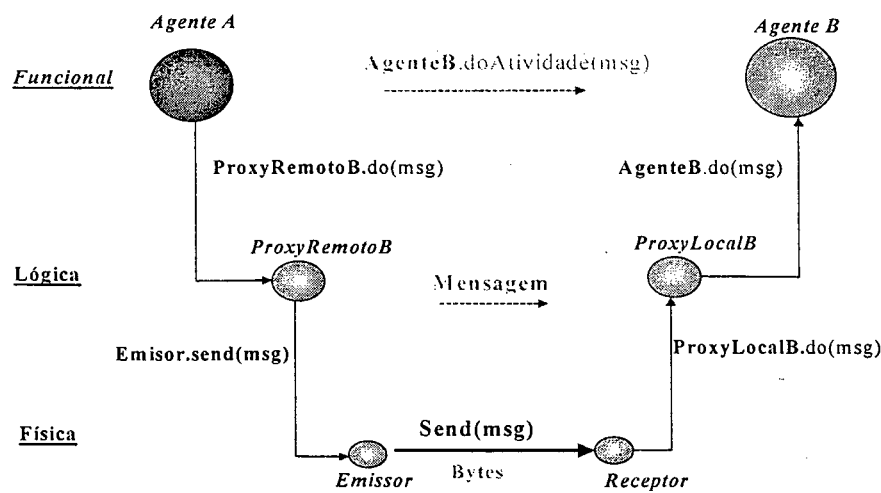 Agente A
Agente B
Funcional
AgenteB.doAtividade(msg)
ProxyRemotoB.do(msg)
AgenteB.do(msg)
ProxyRemotoB
ProxyLocalB
Lógica
Mensagem
Emisor.send(msg)
ProxyLocalB.do(msg)
Física
Send(msg)
Bytes
Emissor
Receptor